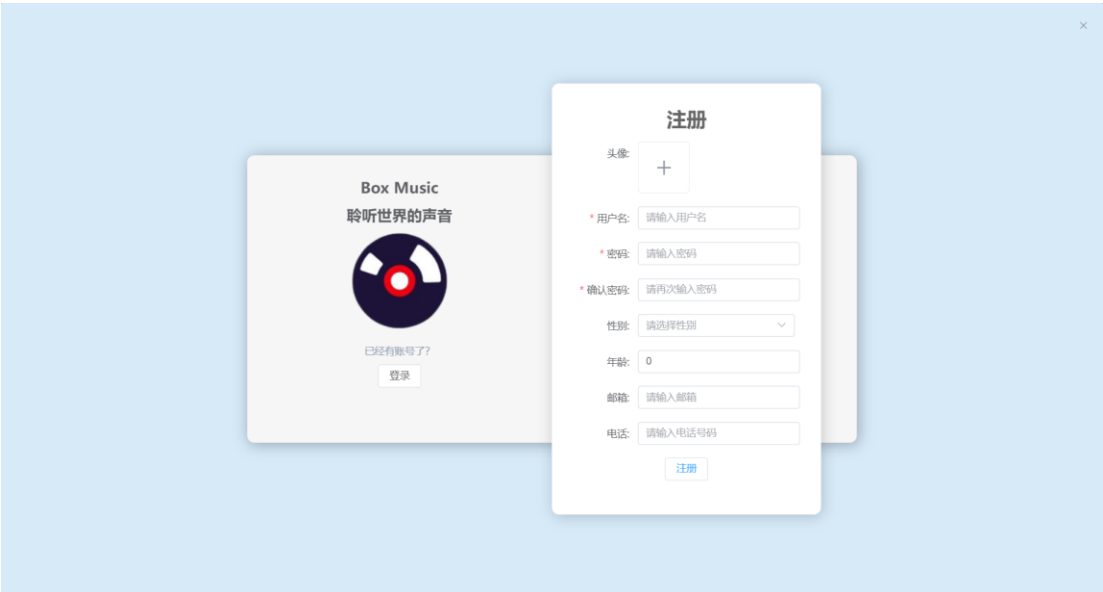 ×
Box Music
聆听世界的声音
已经有账号了?
登录
注册
头像:
+
* 用户名: 请输入用户名
* 密码: 请输入密码
* 确认密码: 请再次输入密码
性别: 请选择性别
年龄: 0
邮箱: 请输入邮箱
电话: 请输入电话号码
注册